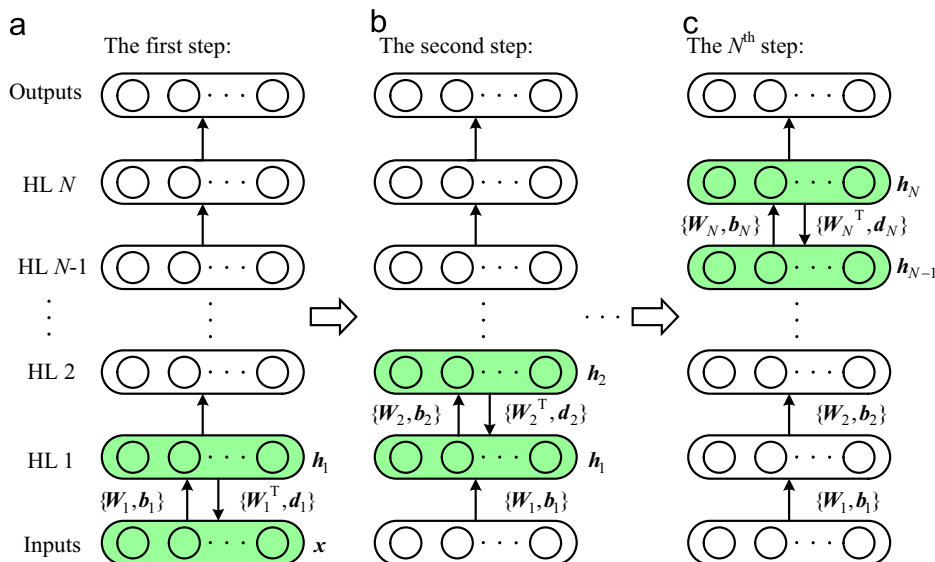 a b c
The first step: The second step: The Nᵗʰ step:
Outputs
HL N h_N
{W_N, b_N} {W_N^T, d_N}
HL N-1 h_{N−1}
HL 2 h_2
{W_2, b_2} {W_2^T, d_2} {W_2, b_2}
HL 1 h_1 h_1
{W_1, b_1} {W_1^T, d_1} {W_1, b_1} {W_1, b_1}
Inputs x